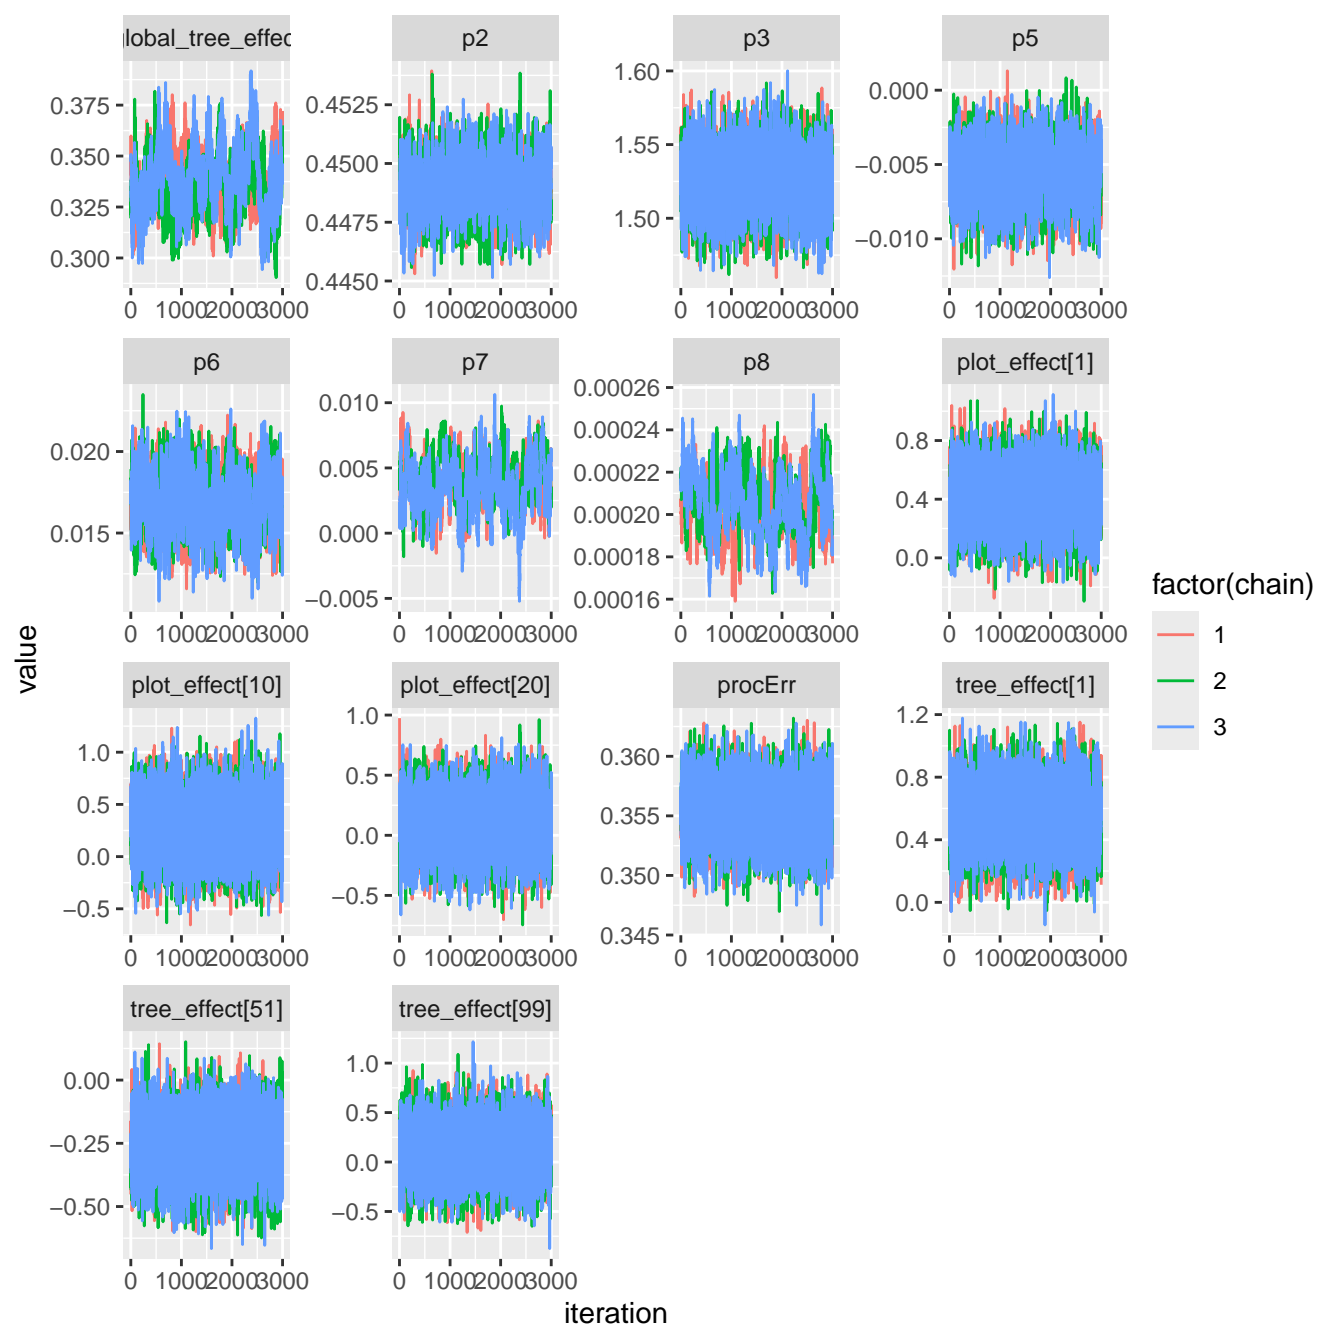 global_tree_effec p2 p3 p5
0.375 0.350 0.325 0.300
0.4525 0.4500 0.4475 0.4450
1.60 1.55 1.50
0.000 −0.005 −0.010
0 1000 2000 3000 0 1000 2000 3000 0 1000 2000 3000 0 1000 2000 3000
p6 p7 p8 plot_effect[1]
0.020 0.015
0.010 0.005 0.000 −0.005
0.00026 0.00024 0.00022 0.00020 0.00018 0.00016
0.8 0.4 0.0
0 1000 2000 3000 0 1000 2000 3000 0 1000 2000 3000 0 1000 2000 3000
plot_effect[10] plot_effect[20] procErr tree_effect[1]
1.0 0.5 0.0 −0.5
1.0 0.5 0.0 −0.5
0.360 0.355 0.350 0.345
1.2 0.8 0.4 0.0
0 1000 2000 3000 0 1000 2000 3000 0 1000 2000 3000 0 1000 2000 3000
tree_effect[51] tree_effect[99]
0.00 −0.25 −0.50
1.0 0.5 0.0 −0.5
0 1000 2000 3000 0 1000 2000 3000
value
iteration
factor(chain)
1
2
3